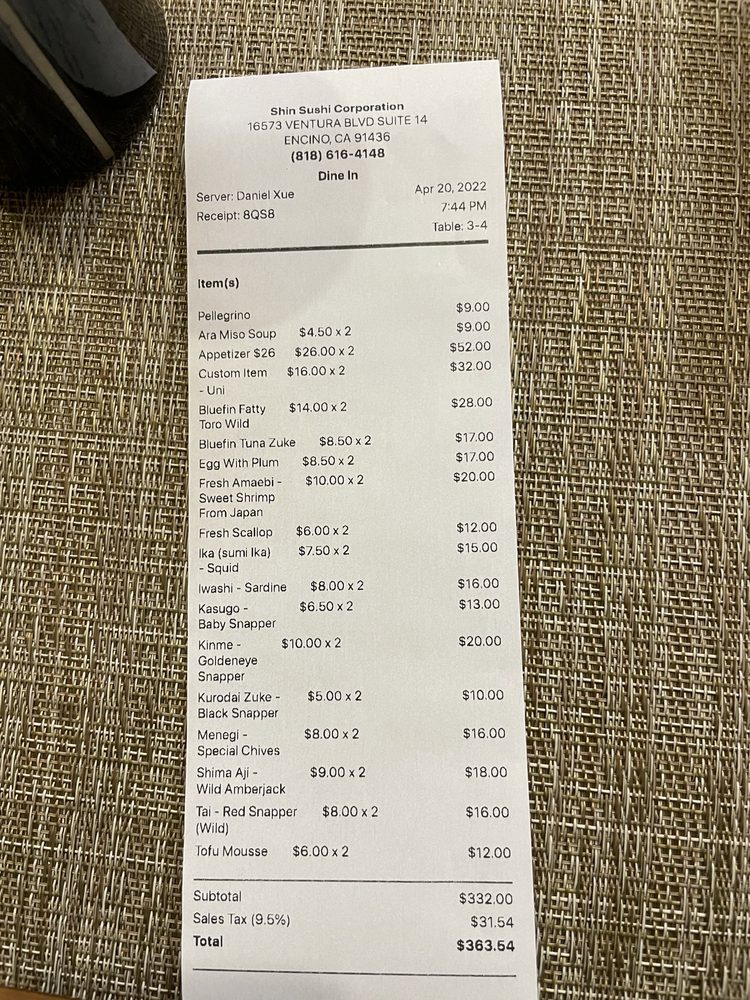 Shin Sushi Corporation
16573 VENTURA BLVD SUITE 14
ENCINO, CA 91436
(818) 616-4148
Dine In
Server: Daniel Xue Apr 20, 2022
Receipt: 8QS8 7:44 PM
Table: 3-4
Item(s)
Pellegrino $9.00
Ara Miso Soup $4.50 x 2 $9.00
Appetizer $26 $26.00 x 2 $52.00
Custom Item $16.00 x 2 $32.00
- Uni
Bluefin Fatty $14.00 x 2 $28.00
Toro Wild
Bluefin Tuna Zuke $8.50 x 2 $17.00
Egg With Plum $8.50 x 2 $17.00
Fresh Amaebi - $10.00 x 2 $20.00
Sweet Shrimp
From Japan
Fresh Scallop $6.00 x 2 $12.00
Ika (sumi Ika) $7.50 x 2 $15.00
- Squid
Iwashi - Sardine $8.00 x 2 $16.00
Kasugo - $6.50 x 2 $13.00
Baby Snapper
Kinme - $10.00 x 2 $20.00
Goldeneye
Snapper
Kurodai Zuke - $5.00 x 2 $10.00
Black Snapper
Menegi - $8.00 x 2 $16.00
Special Chives
Shima Aji - $9.00 x 2 $18.00
Wild Amberjack
Tai - Red Snapper $8.00 x 2 $16.00
(Wild)
Tofu Mousse $6.00 x 2 $12.00
Subtotal $332.00
Sales Tax (9.5%) $31.54
Total $363.54